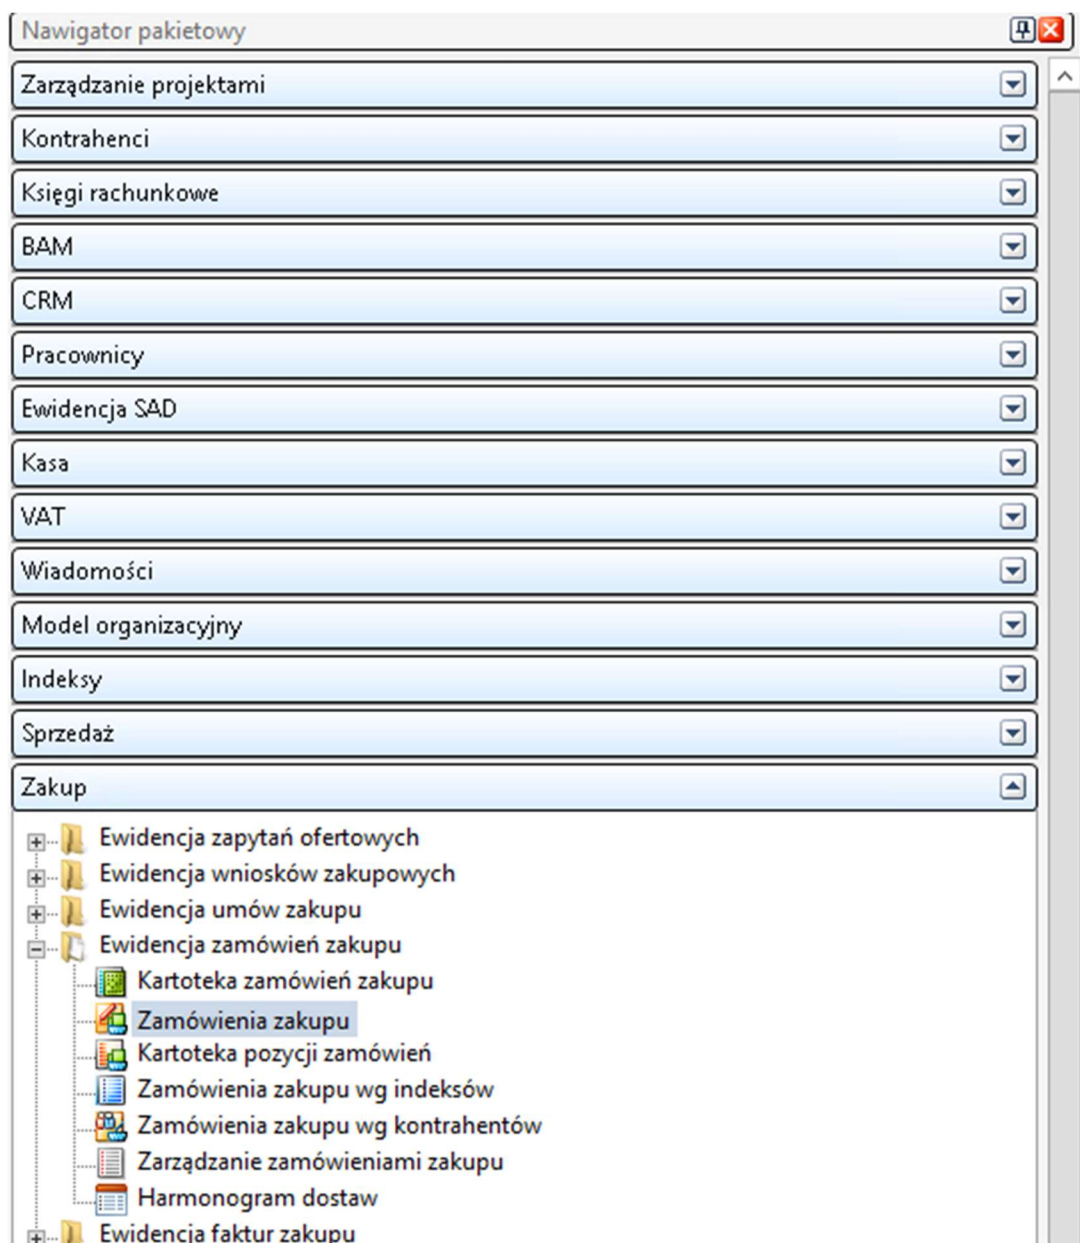 Nawigator pakietowy
Zarządzanie projektami
Kontrahenci
Księgi rachunkowe
BAM
CRM
Pracownicy
Ewidencja SAD
Kasa
VAT
Wiadomości
Model organizacyjny
Indeksy
Sprzedaż
Zakup
Ewidencja zapytań ofertowych
Ewidencja wniosków zakupowych
Ewidencja umów zakupu
Ewidencja zamówień zakupu
Kartoteka zamówień zakupu
Zamówienia zakupu
Kartoteka pozycji zamówień
Zamówienia zakupu wg indeksów
Zamówienia zakupu wg kontrahentów
Zarządzanie zamówieniami zakupu
Harmonogram dostaw
Ewidencja faktur zakupu